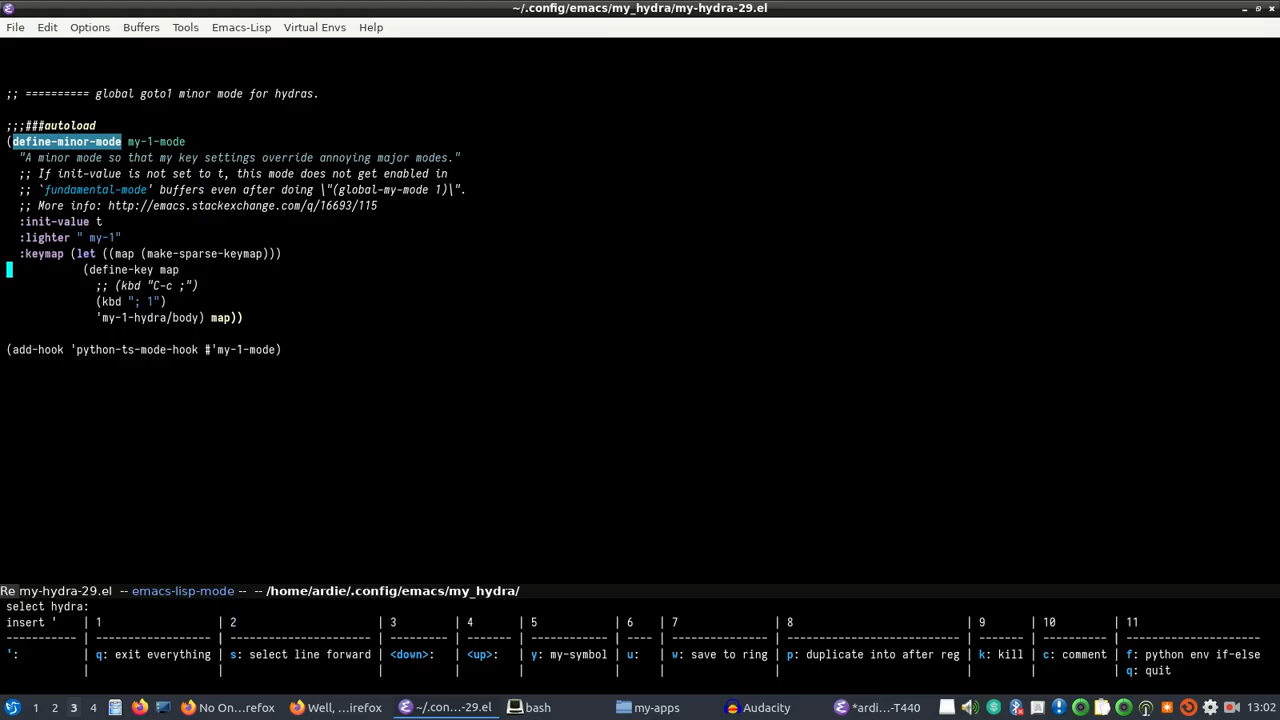 ~/.config/emacs/my_hydra/my-hydra-29.el
File Edit Options Buffers Tools Emacs-Lisp Virtual Envs Help
;; ========== global goto1 minor mode for hydras.
;;;###autoload
(define-minor-mode my-1-mode
"A minor mode so that my key settings override annoying major modes."
;; If init-value is not set to t, this mode does not get enabled in
;; `fundamental-mode' buffers even after doing \"(global-my-mode 1)\".
;; More info: http://emacs.stackexchange.com/q/16693/115
:init-value t
:lighter " my-1"
:keymap (let ((map (make-sparse-keymap)))
(define-key map
;; (kbd "C-c ;")
(kbd "; 1")
'my-1-hydra/body) map))
(add-hook 'python-ts-mode-hook #'my-1-mode)
Re my-hydra-29.el -- emacs-lisp-mode -- -- /home/ardie/.config/emacs/my_hydra/
select hydra:
insert ' | 1 | 2 | 3 | 4 | 5 | 6 | 7 | 8 | 9 | 10 | 11
----------- | ------------------ | ------------------- | ------- | ------- | ------------ | ---- | --------------- | --------------------------- | ------- | ---------- | ---------------------
': | q: exit everything | s: select line forward | <down>: | <up>: | y: my-symbol | u: | w: save to ring | p: duplicate into after reg | k: kill | c: comment | f: python env if-else
| | | | | | | | | | | q: quit
1 2 3 4 No On...refox Well, ...irefox ~/.con...-29.el bash my-apps Audacity *ardi...-T440 13:02